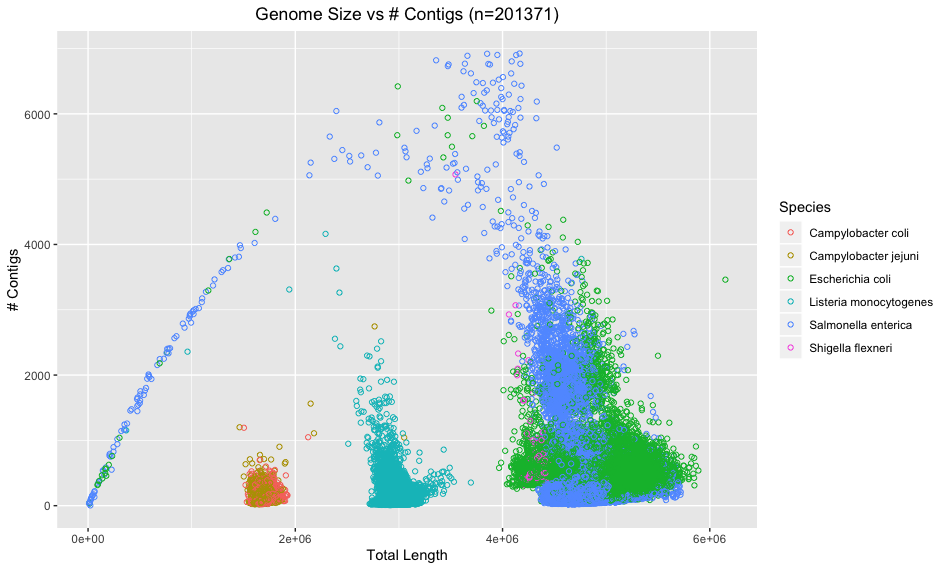 Genome Size vs # Contigs (n=201371)
# Contigs
6000
4000
2000
0
0e+00
2e+06
4e+06
6e+06
Total Length
Species
Campylobacter coli
Campylobacter jejuni
Escherichia coli
Listeria monocytogenes
Salmonella enterica
Shigella flexneri